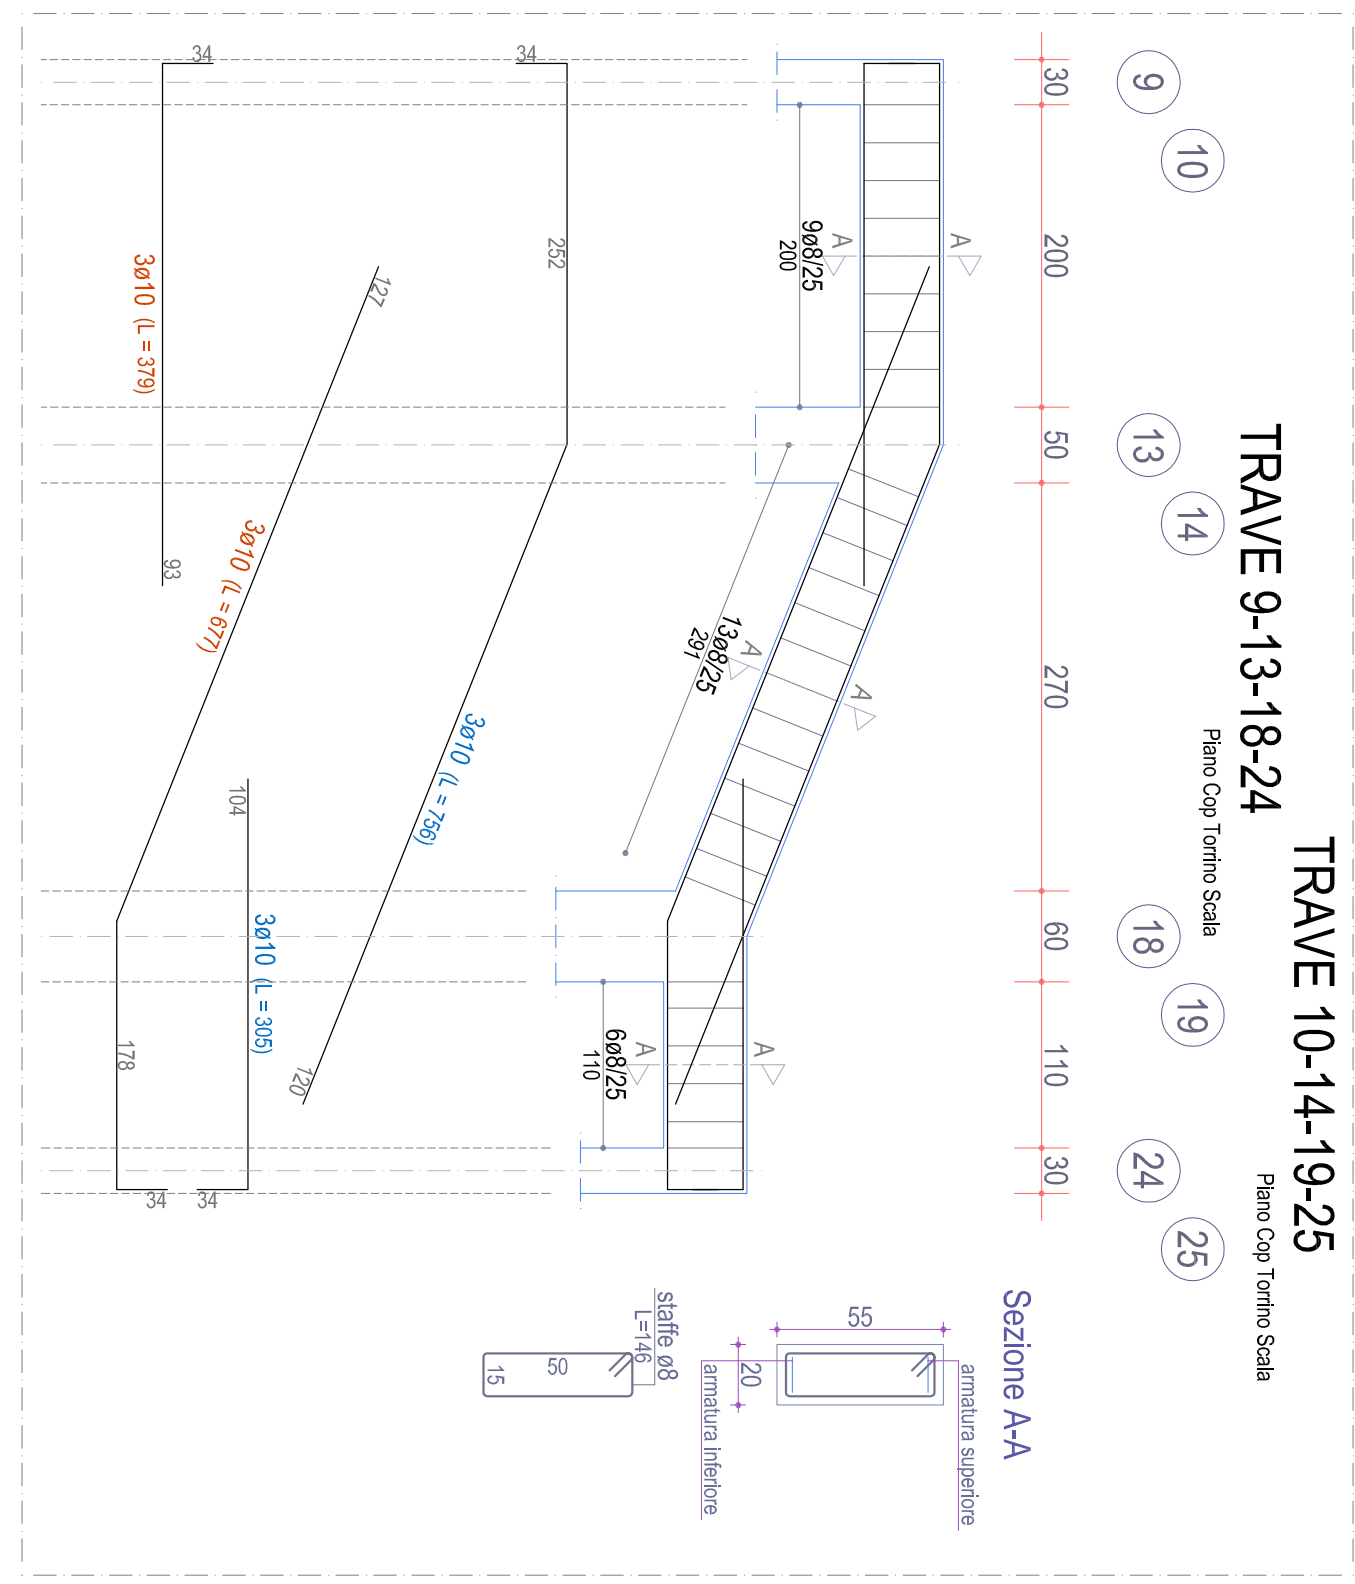 TRAVE 10-14-19-25
Piano Cop Torrino Scala
TRAVE 9-13-18-24
Piano Cop Torrino Scala
10
14
19
25
9
13
18
24
30
200
50
270
60
110
30
A
A
9ø8/25
200
A
A
13ø8/25
291
A
A
6ø8/25
110
34
252
3ø10 (L = 756)
120
104
3ø10 (L = 305)
34
127
3ø10 (L = 677)
178
34
34
3ø10 (L = 379)
93
Sezione A-A
55
20
armatura superiore
armatura inferiore
staffe ø8
L=146
50
15